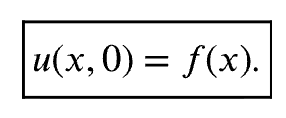 u(x, 0) = f(x).